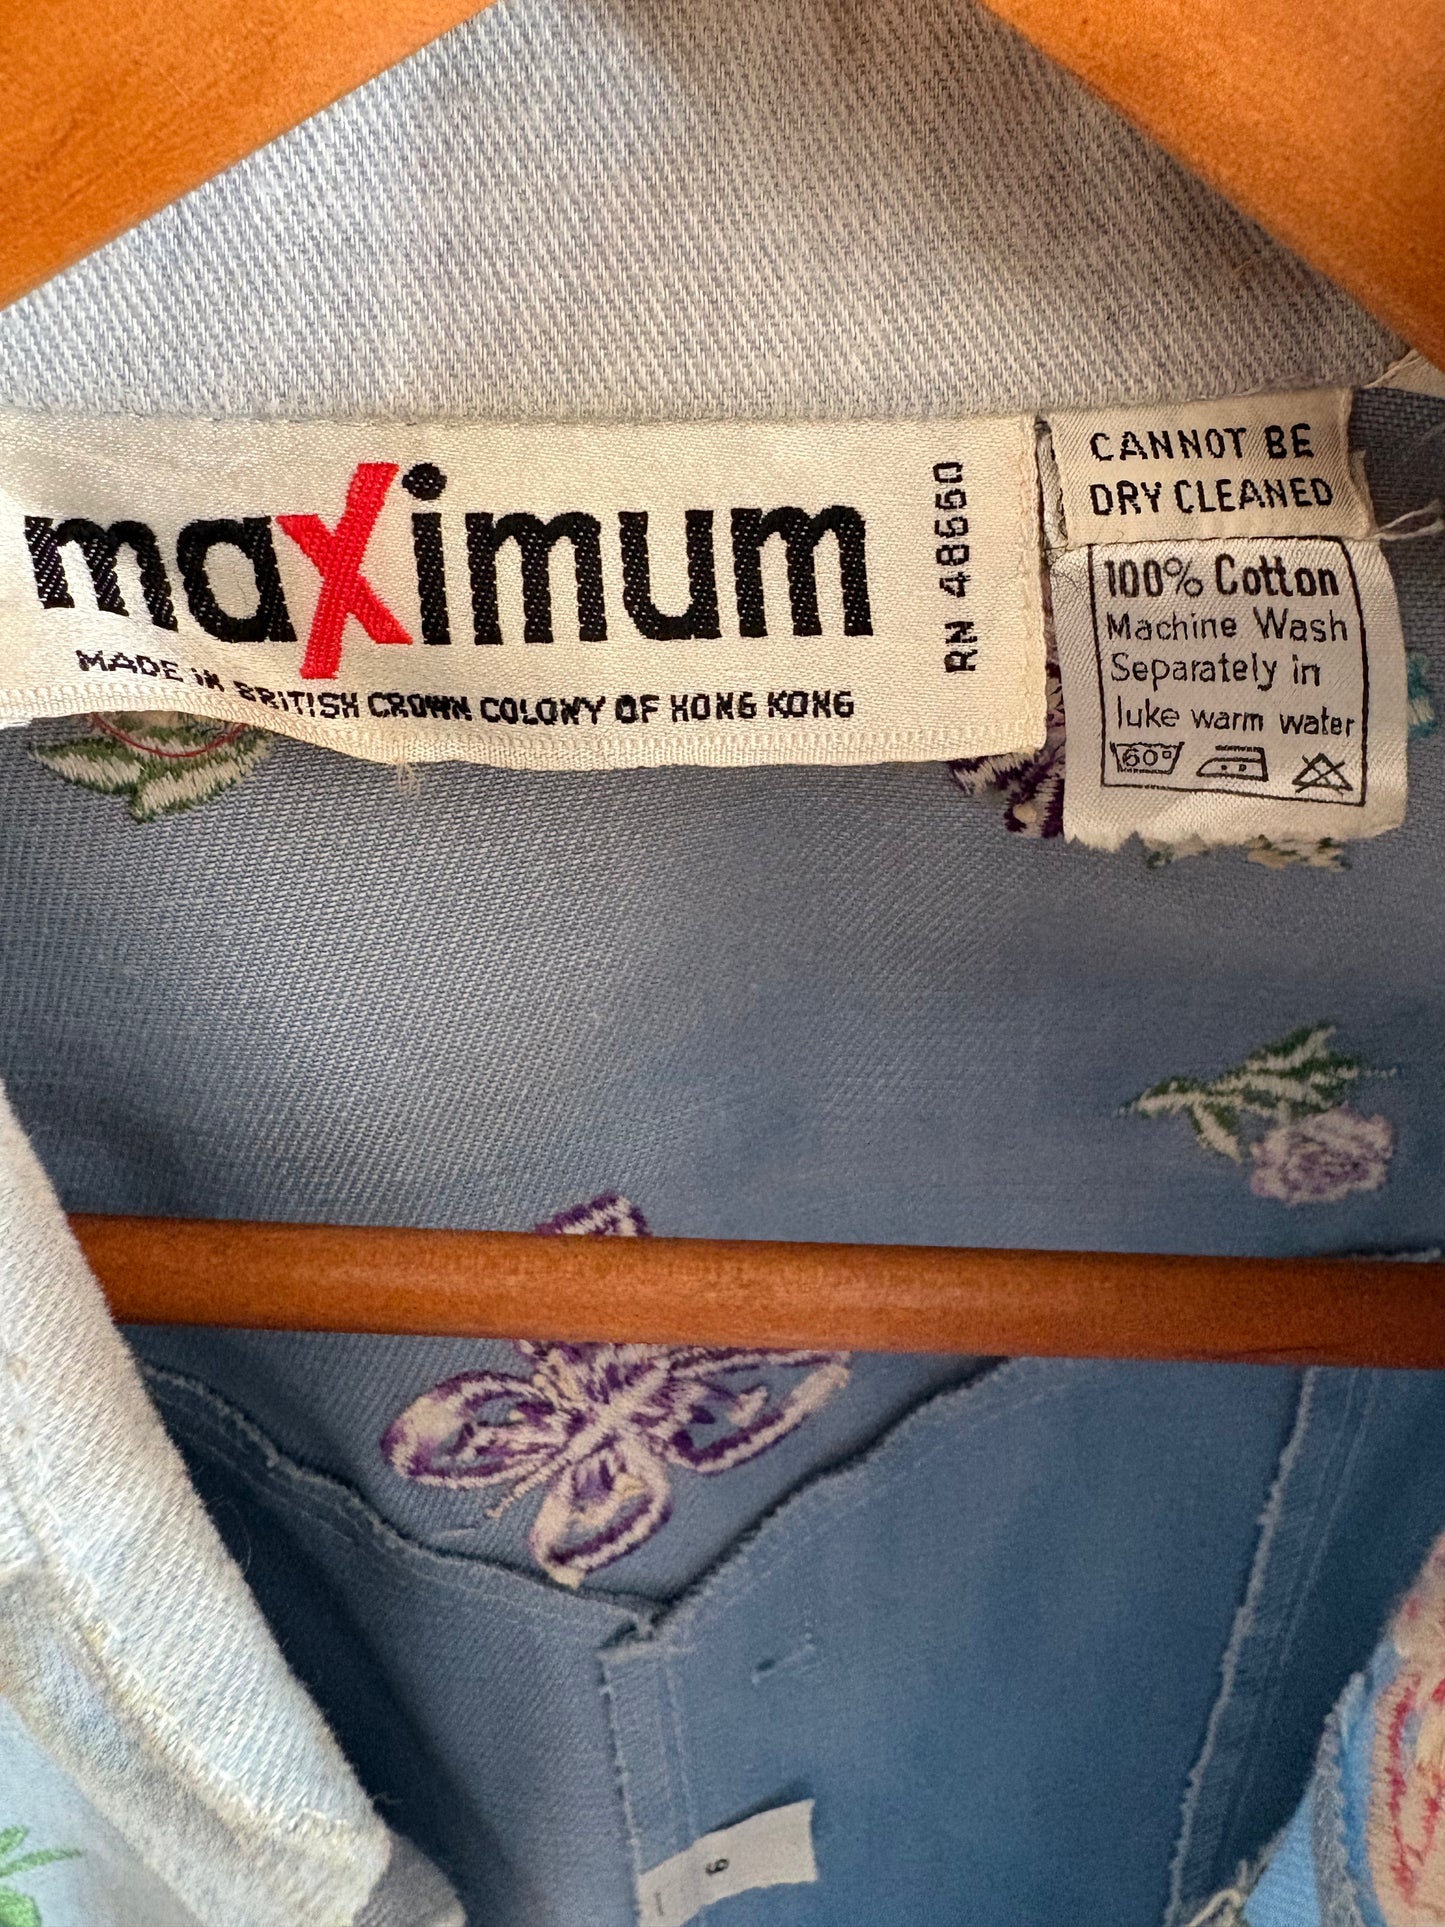 maXimum
MADE IN BRITISH CROWN COLONY OF HONG KONG
RN 48660
CANNOT BE
DRY CLEANED
100% Cotton
Machine Wash
Separately in
luke warm water
60°